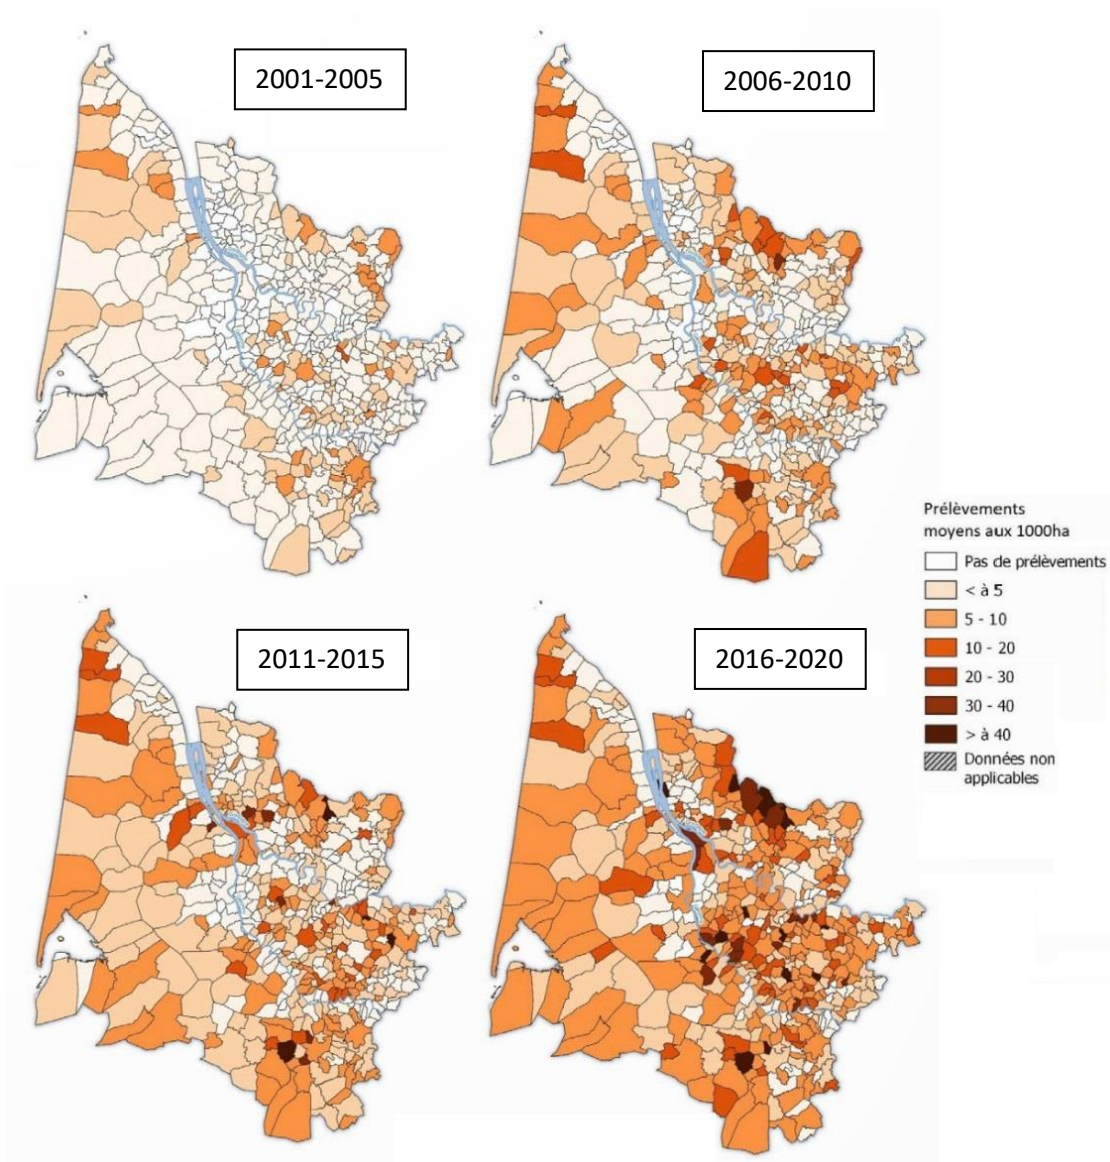 2001-2005
2006-2010
Prélèvements
moyens aux 1000ha
Pas de prélèvements
< à 5
5 - 10
10 - 20
20 - 30
30 - 40
> à 40
Données non
applicables
2011-2015
2016-2020